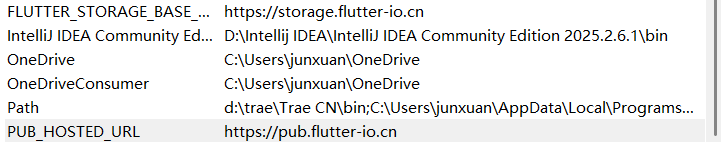 FLUTTER_STORAGE_BASE_... https://storage.flutter-io.cn
IntelliJ IDEA Community Ed... D:\Intellij IDEA\IntelliJ IDEA Community Edition 2025.2.6.1\bin
OneDrive C:\Users\junxuan\OneDrive
OneDriveConsumer C:\Users\junxuan\OneDrive
Path d:\trae\Trae CN\bin;C:\Users\junxuan\AppData\Local\Programs...
PUB_HOSTED_URL https://pub.flutter-io.cn